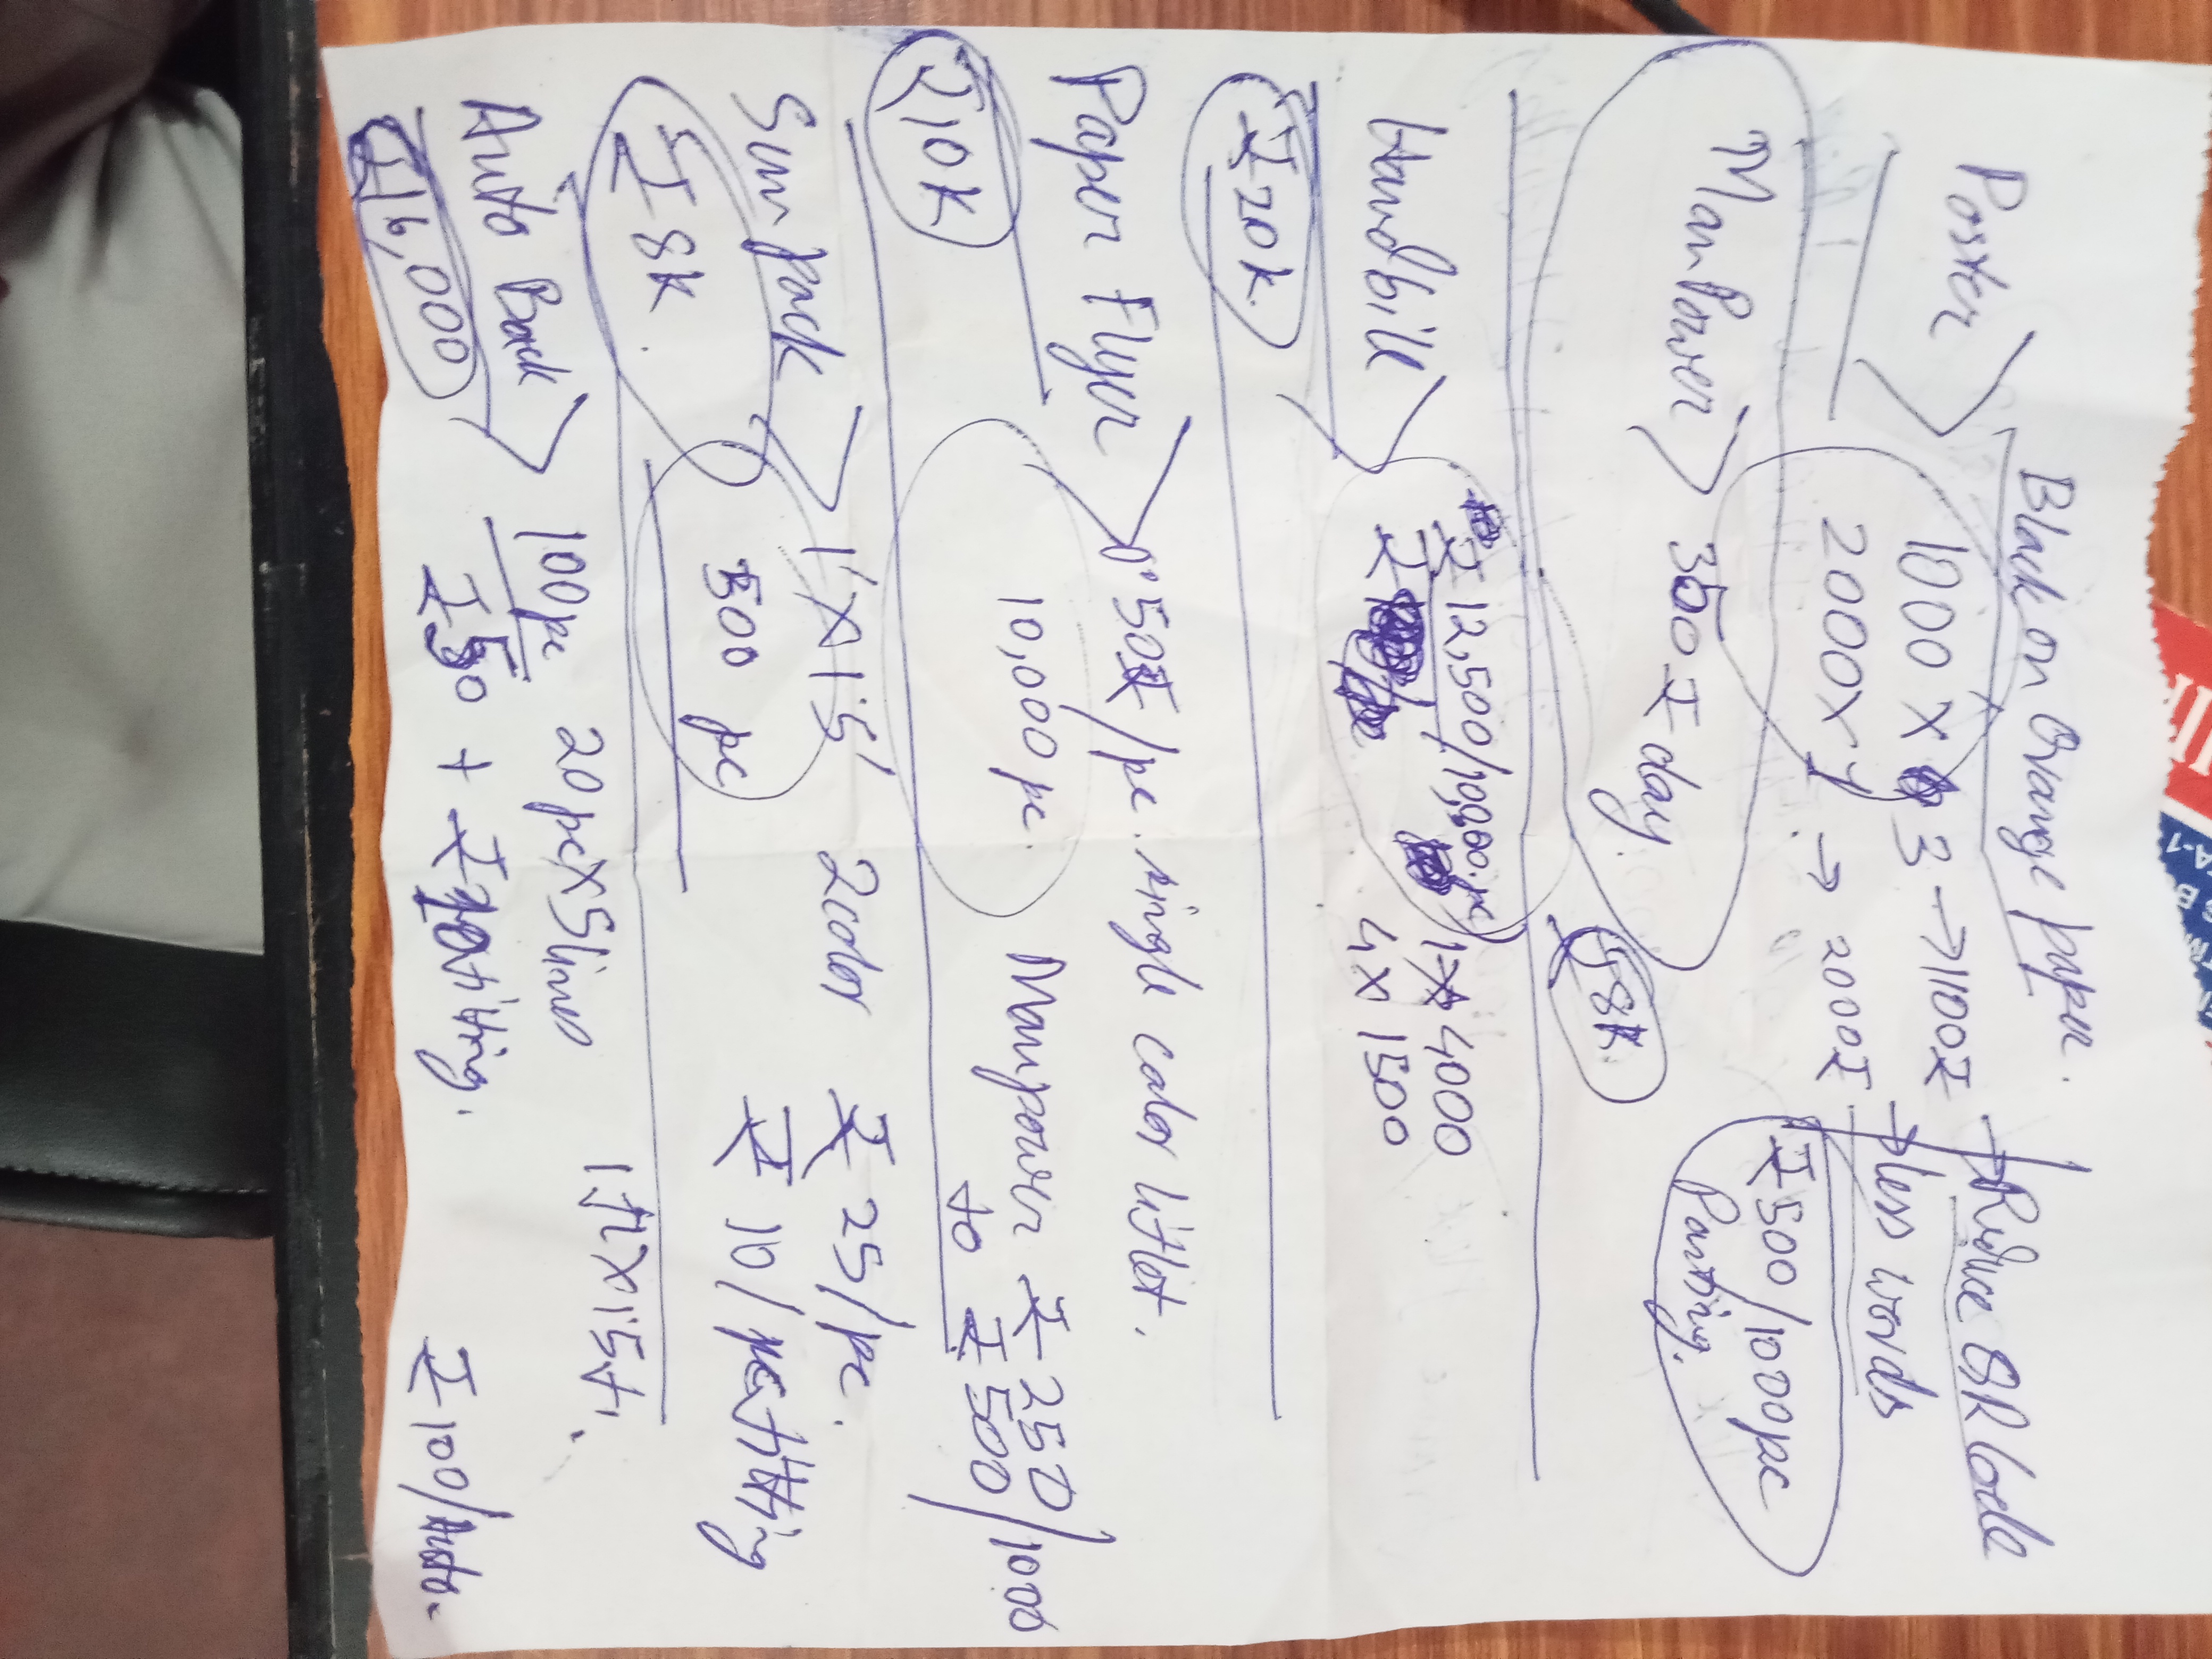 Black on Orange paper.
Poster
1000 X 3 → 1100₹
2000 X 1 → 2000₹
→ Reduce QR Code
→ less words
₹500/1000pc
Pasting.
ManPower 350 ₹ day.
₹8K.
Handbill
₹12,500/10,000.pc
1 X 4000
4 X 1500
₹20K.
Paper Flyer
0.50₹/pc. single color liflet.
10,000 pc.
Manpower ₹250
to ₹500 /1000
₹10K
Sunpack
1' X 1.5' 2color ₹25/pc.
500 pc
₹10/pc fitting
₹8K.
1ft X 1.5ft.
Auto Back
100pc 20pc X 5lines
₹50 + ₹ fitting.
₹16,000
₹100/Auto.